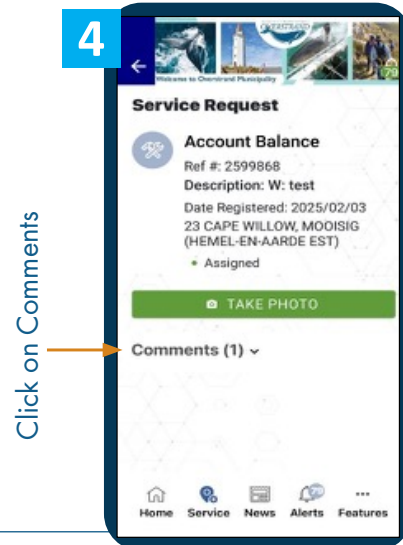 4
Welcome to Overstrand Municipality
OVERSTRAND
79
Service Request
Account Balance
Ref #: 2599868
Description: W: test
Date Registered: 2025/02/03
23 CAPE WILLOW, MOOISIG
(HEMEL-EN-AARDE EST)
Assigned
TAKE PHOTO
Click on Comments
Comments (1)
Home Service News Alerts Features